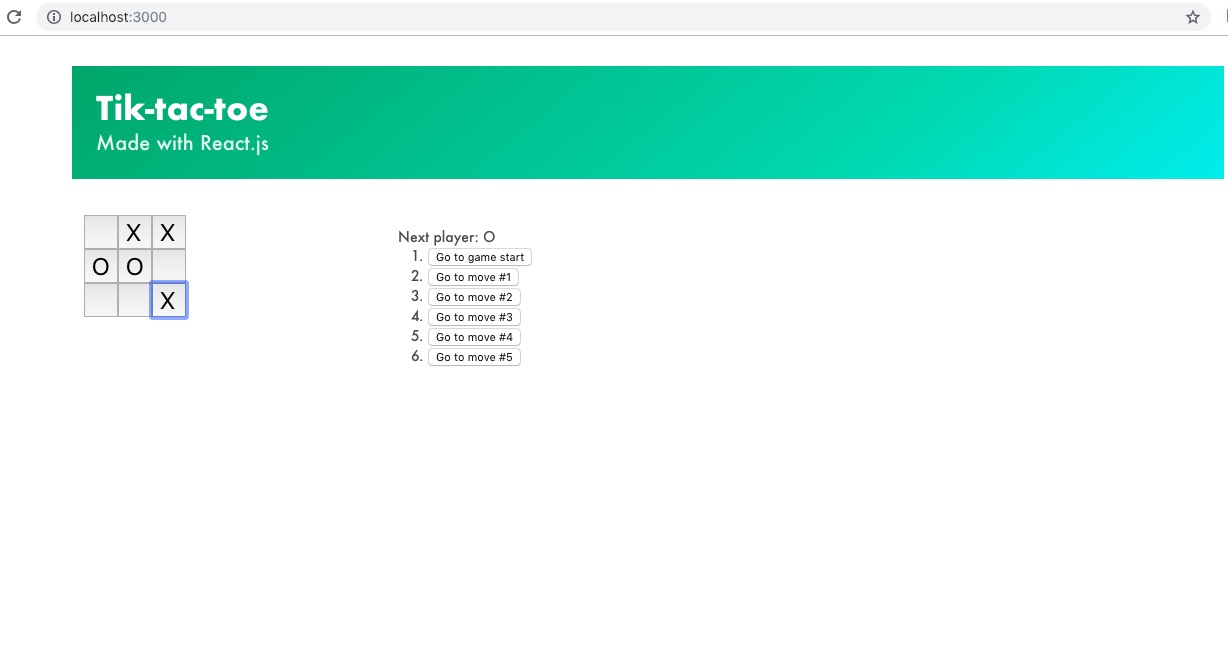 localhost:3000
Tik-tac-toe
Made with React.js
X X
O O
X
Next player: O
1. Go to game start
2. Go to move #1
3. Go to move #2
4. Go to move #3
5. Go to move #4
6. Go to move #5